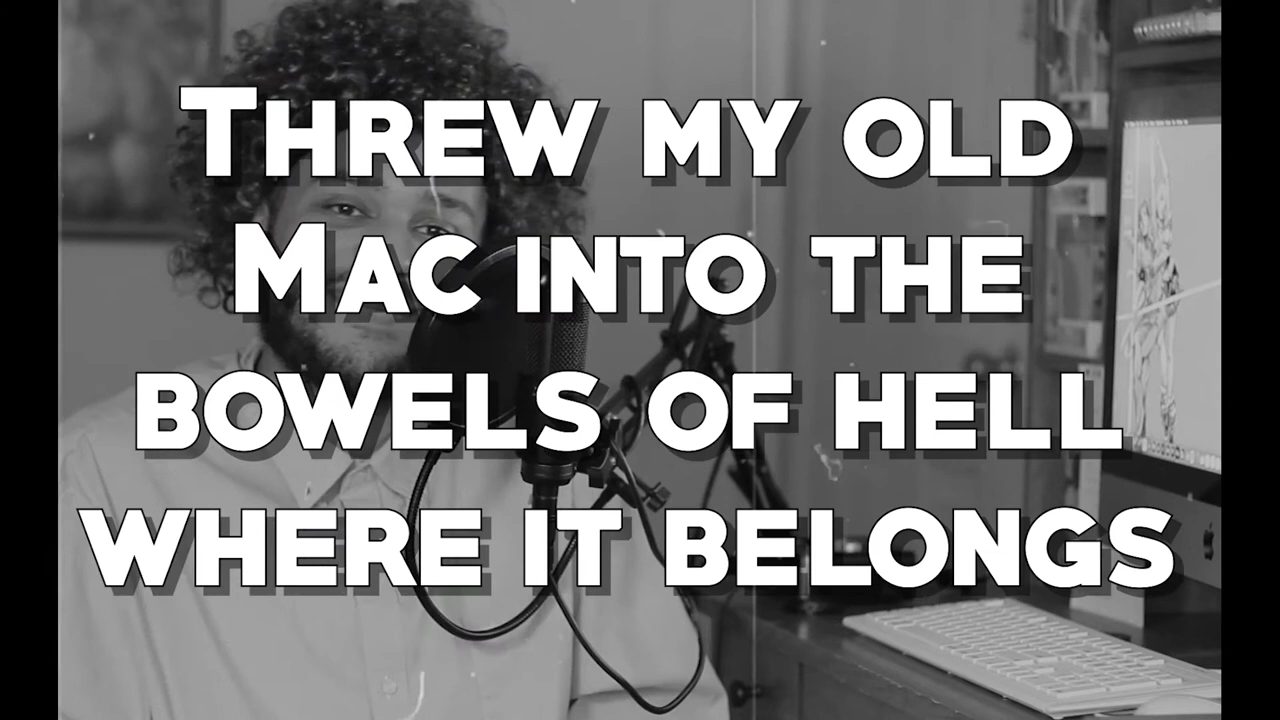 Threw my old
Mac into the
bowels of hell
where it belongs